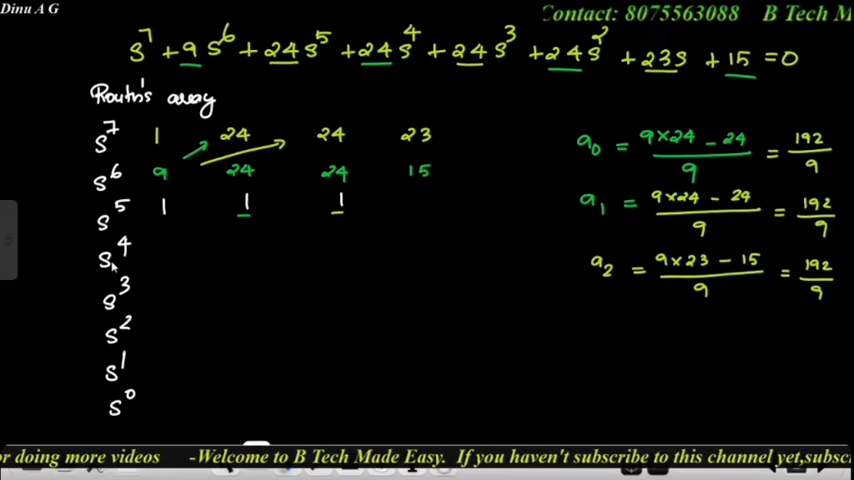 Dinu A G
Contact: 8075563088 B Tech M
s⁷ + 9s⁶ + 24s⁵ + 24s⁴ + 24s³ + 24s² + 23s + 15 = 0
Routh's array
s⁷ 1 24 24 23
s⁶ 9 24 24 15
s⁵ 1 1 1
s⁴
s³
s²
s¹
s⁰
a₀ = (9×24 - 24)/9 = 192/9
a₁ = (9×24 - 24)/9 = 192/9
a₂ = (9×23 - 15)/9 = 192/9
or doing more videos -Welcome to B Tech Made Easy. If you haven't subscribe to this channel yet,subsc